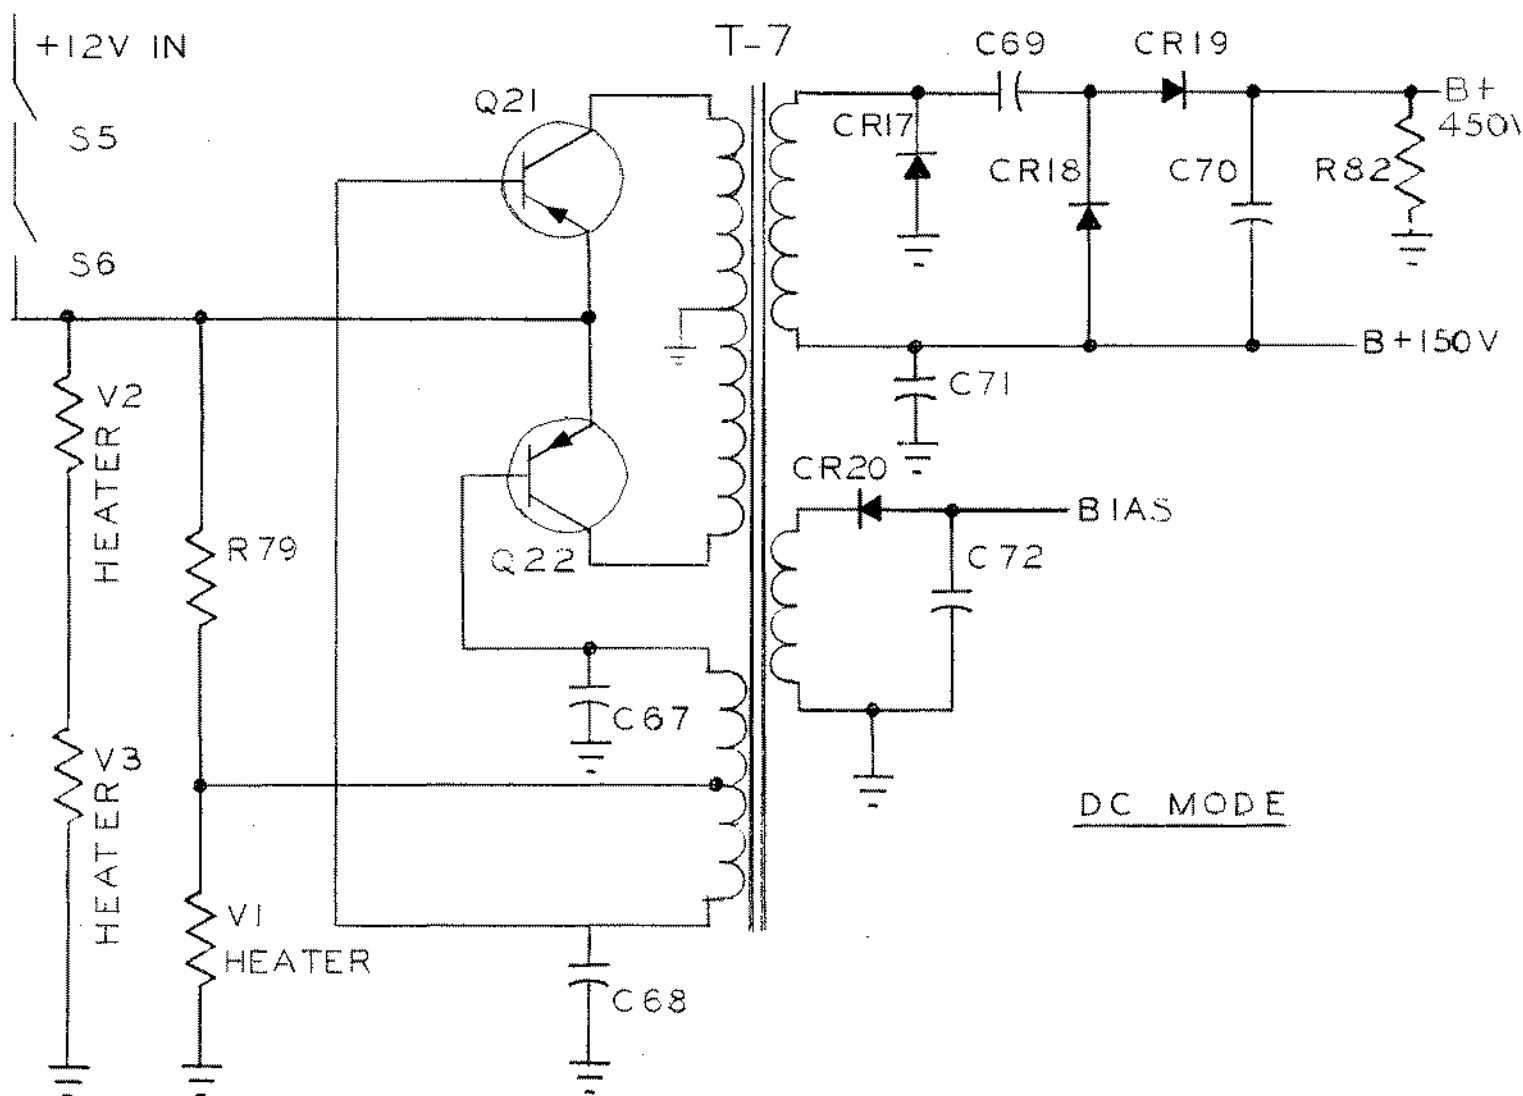 +12V IN
S5
S6
Q21
T-7
C69
CR19
B+
450V
CR17
CR18
C70
R82
B+150V
C71
V2
HEATER
R79
Q22
CR20
BIAS
C72
C67
V3
HEATER
V1
HEATER
C68
DC MODE